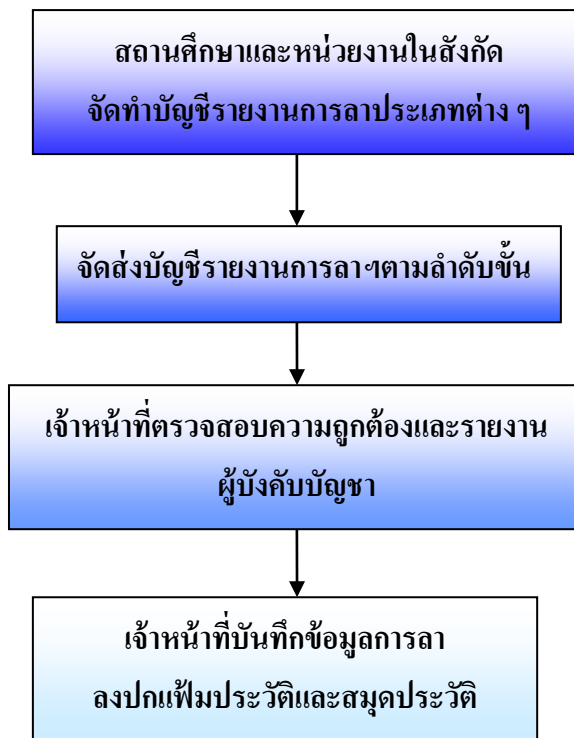 สถานศึกษาและหน่วยงานในสังกัด
จัดทำบัญชีรายงานการลาประเภทต่าง ๆ
จัดส่งบัญชีรายงานการลาฯตามลำดับขั้น
เจ้าหน้าที่ตรวจสอบความถูกต้องและรายงาน
ผู้บังคับบัญชา
เจ้าหน้าที่บันทึกข้อมูลการลา
ลงปกแฟ้มประวัติและสมุดประวัติ